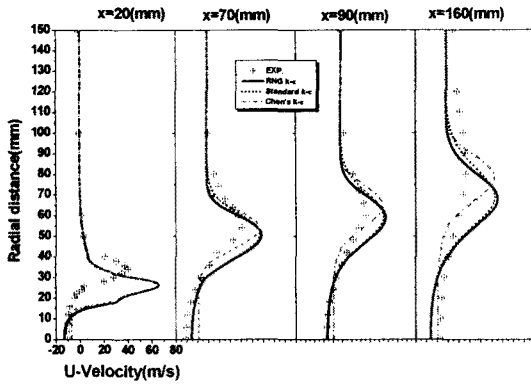 x=20(mm) x=70(mm) x=90(mm) x=160(mm)
150
140
130
120
110
100
90
80
70
60
50
40
30
20
10
0
Radial distance(mm)
EXP.
RNG k-ε
Standard k-ε
Chen's k-ε
-20 0 20 40 60 80
U-Velocity(m/s)